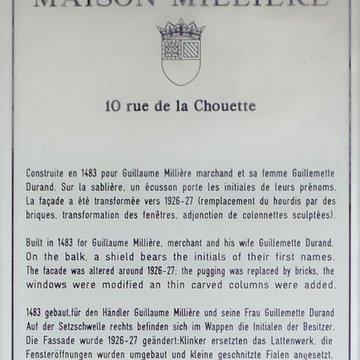 MAISON MILLIÈRE
10 rue de la Chouette
Construite en 1483 pour Guillaume Millière marchand et sa femme Guillemette
Durand. Sur la sablière, un écusson porte les initiales de leurs prénoms.
La façade a été transformée vers 1926-27 (remplacement du hourdis par des
briques, transformation des fenêtres, adjonction de colonnettes sculptées).
Built in 1483 for Guillaume Millière, merchant and his wife Guillemette Durand.
On the balk, a shield bears the initials of their first names.
The facade was altered around 1926-27: the pugging was replaced by bricks, the
windows were modified an thin carved columns were added.
1483 gebaut,für den Händler Guillaume Millière und seine Frau Guillemette Durand
Auf der Setzschwelle rechts befinden sich im Wappen die Initialen der Besitzer.
Die Fassade wurde 1926-27 geändert:Klinker ersetzten das Lattenwerk, die
Fensteröffnungen wurden umgebaut und kleine geschnitzte Fialen angesetzt.